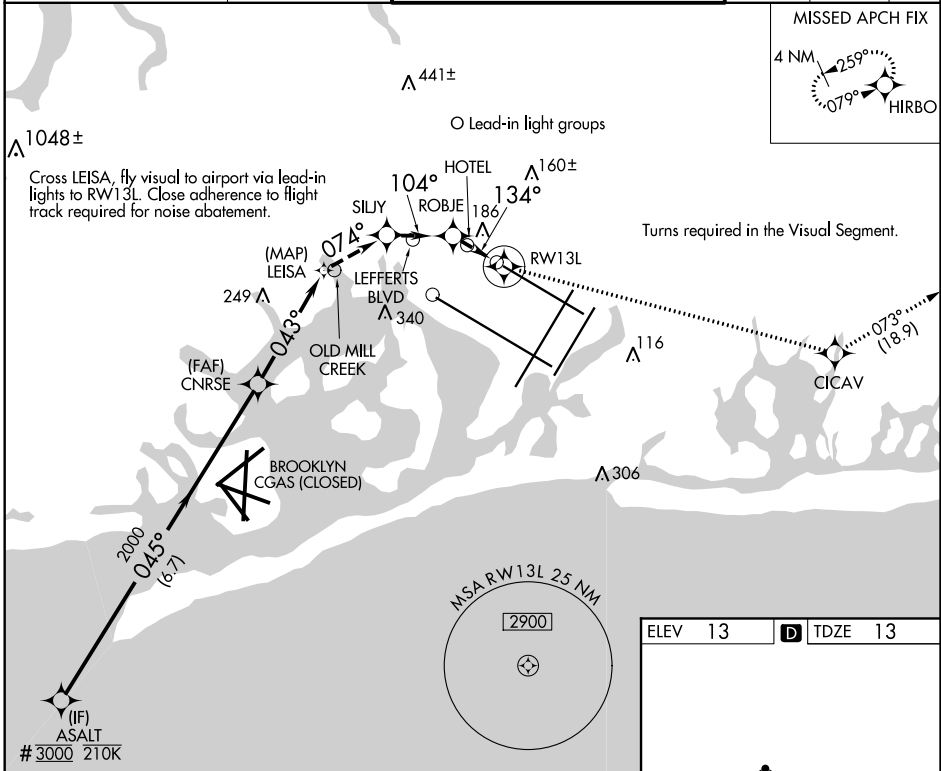 MISSED APCH FIX
4 NM
259°
079°
HIRBO
441±
1048±
O Lead-in light groups
Cross LEISA, fly visual to airport via lead-in
lights to RW13L. Close adherence to flight
track required for noise abatement.
HOTEL
160±
104°
134°
SILJY
ROBJE
186
Turns required in the Visual Segment.
074°
(MAP)
LEISA
RW13L
LEFFERTS
BLVD
249
340
043°
OLD MILL
CREEK
073°
(18.9)
116
(FAF)
CNRSE
CICAV
BROOKLYN
CGAS (CLOSED)
306
2000
045°
(6.7)
MSA RW13L 25 NM
2900
ELEV 13
D
TDZE 13
(IF)
ASALT
# 3000 210K